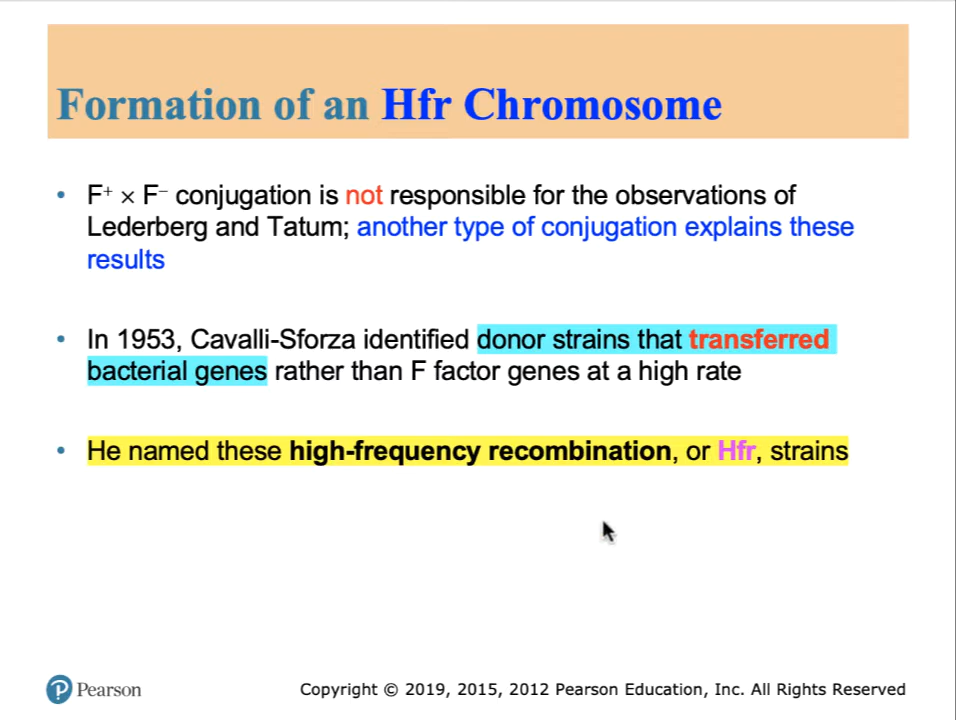 Formation of an Hfr Chromosome
• F⁺ × F⁻ conjugation is not responsible for the observations of
Lederberg and Tatum; another type of conjugation explains these
results
• In 1953, Cavalli-Sforza identified donor strains that transferred
bacterial genes rather than F factor genes at a high rate
• He named these high-frequency recombination, or Hfr, strains
P Pearson
Copyright © 2019, 2015, 2012 Pearson Education, Inc. All Rights Reserved